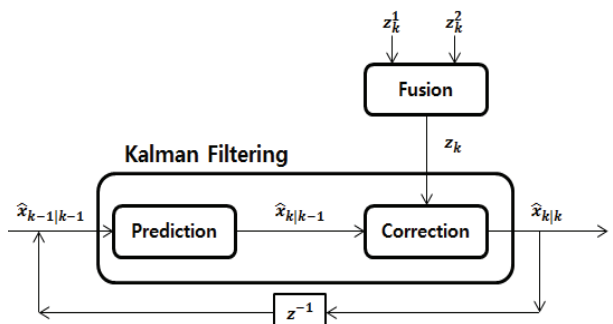 z_k^1 z_k^2
Fusion
z_k
Kalman Filtering
x̂_{k−1|k−1} x̂_{k|k−1} x̂_{k|k}
Prediction Correction
z^{−1}